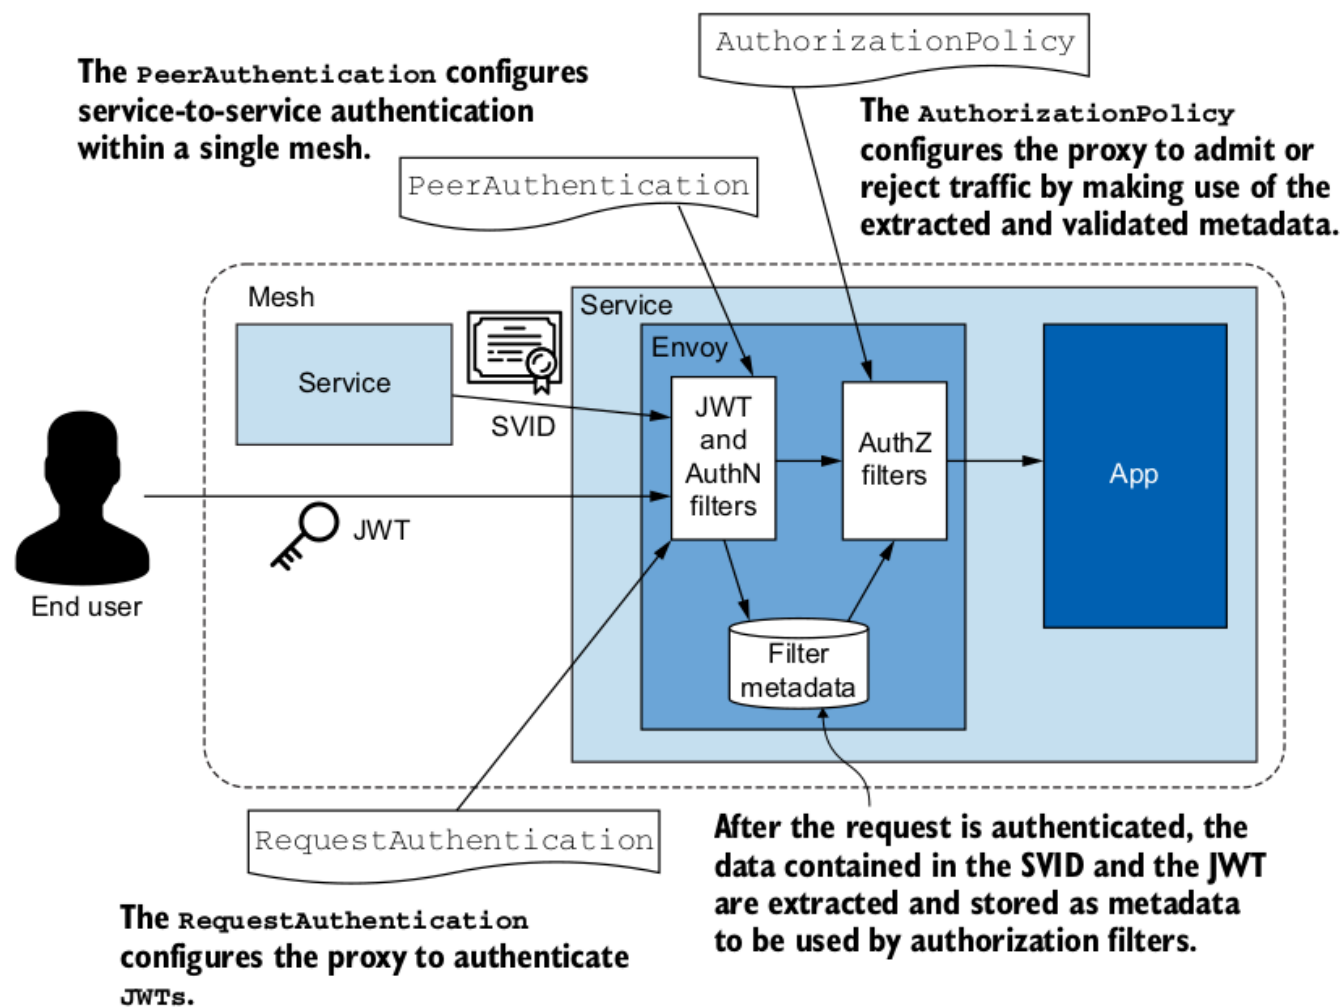 AuthorizationPolicy
The PeerAuthentication configures
service-to-service authentication
within a single mesh.
The AuthorizationPolicy
configures the proxy to admit or
reject traffic by making use of the
extracted and validated metadata.
PeerAuthentication
Mesh
Service
Service
Envoy
SVID
JWT
and
AuthN
filters
AuthZ
filters
App
JWT
End user
Filter
metadata
RequestAuthentication
The RequestAuthentication
configures the proxy to authenticate
JWTs.
After the request is authenticated, the
data contained in the SVID and the JWT
are extracted and stored as metadata
to be used by authorization filters.